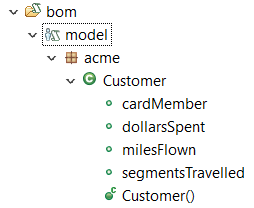 bom
model
acme
Customer
cardMember
dollarsSpent
milesFlown
segmentsTravelled
Customer()